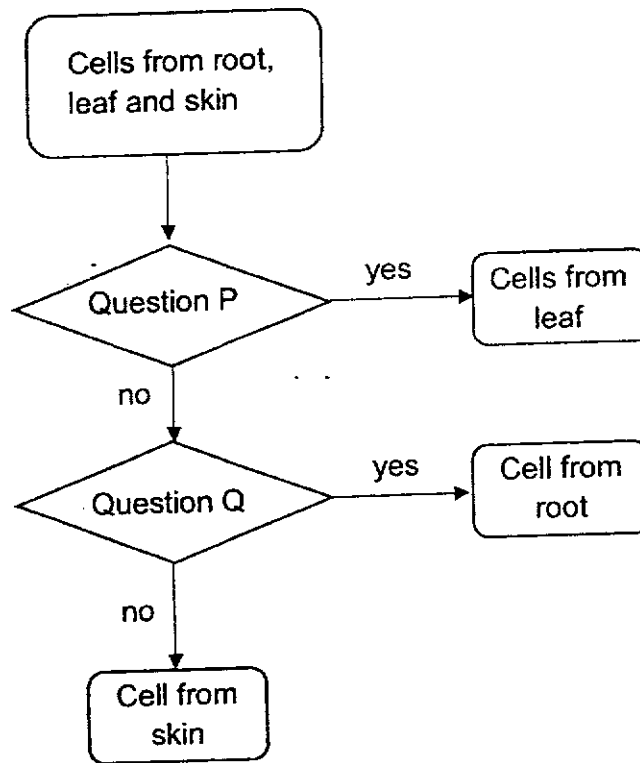 Cells from root,
leaf and skin
Question P
yes
Cells from
leaf
no
Question Q
yes
Cell from
root
no
Cell from
skin